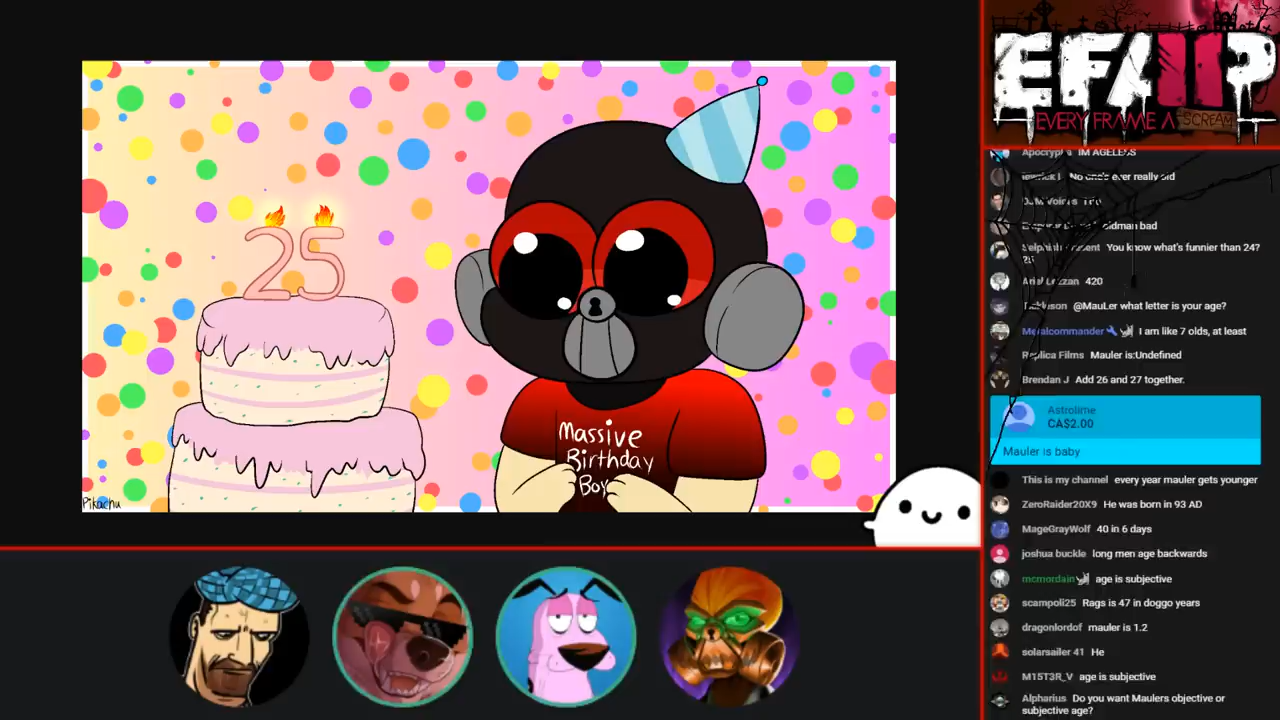 EFAP
EVERY FRAME A SCREAM
25
Massive
Birthday
Boy
Pikachu
Apocrypha IM AGELESS
No one's ever really old
oldman bad
You know what's funnier than 24?
25
420
@MauLer what letter is your age?
Metalcommander I am like 7 olds, at least
Replica Films Mauler is:Undefined
Brendan J Add 26 and 27 together.
Astrolime
CA$2.00
Mauler is baby
This is my channel every year mauler gets younger
ZeroRaider20X9 He was born in 93 AD
MageGrayWolf 40 in 6 days
joshua buckle long men age backwards
mcmordain age is subjective
scampoli25 Rags is 47 in doggo years
dragonlordof mauler is 1.2
solarsailer 41 He
M15T3R_V age is subjective
Alpharius Do you want Maulers objective or
subjective age?